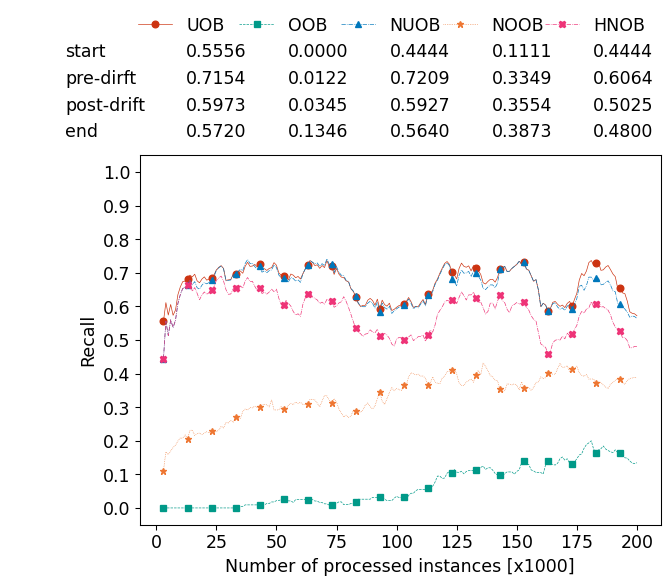 UOB OOB NUOB NOOB HNOB
start 0.5556 0.0000 0.4444 0.1111 0.4444
pre-dirft 0.7154 0.0122 0.7209 0.3349 0.6064
post-drift 0.5973 0.0345 0.5927 0.3554 0.5025
end 0.5720 0.1346 0.5640 0.3873 0.4800
1.0
0.9
0.8
0.7
0.6
0.5
0.4
0.3
0.2
0.1
0.0
Recall
0 25 50 75 100 125 150 175 200
Number of processed instances [x1000]